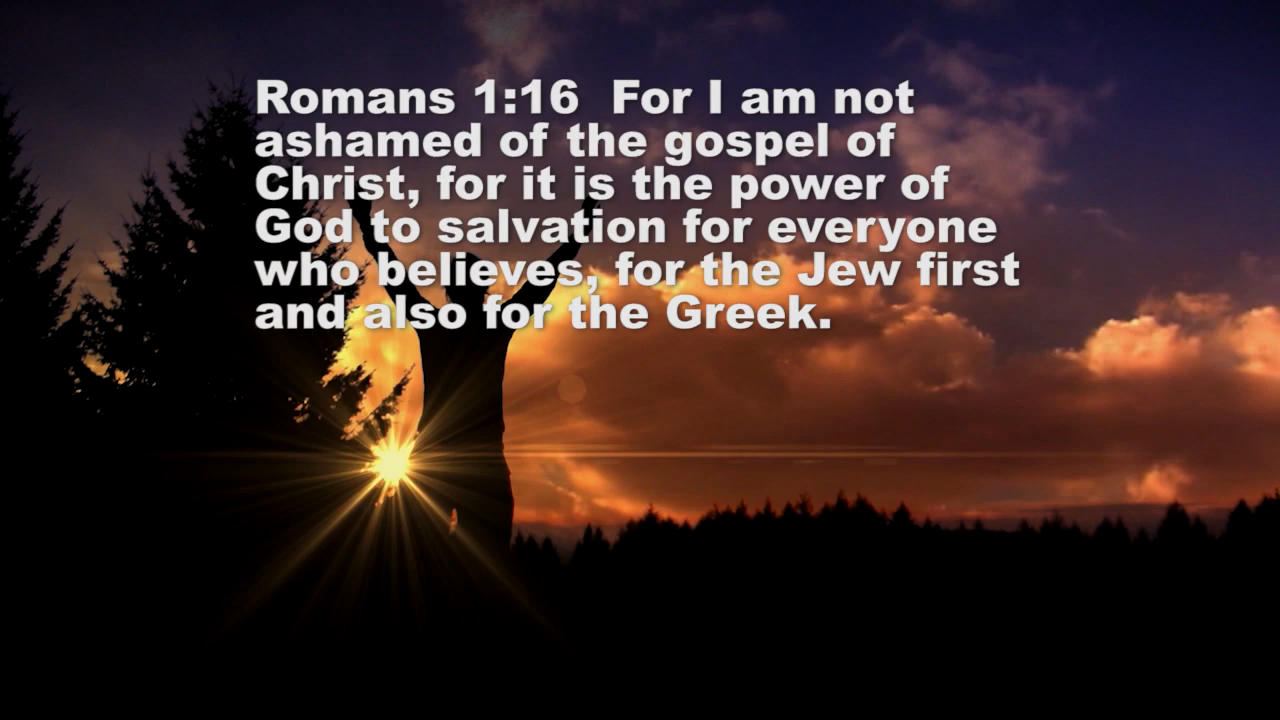 Romans 1:16  For I am not
ashamed of the gospel of
Christ, for it is the power of
God to salvation for everyone
who believes, for the Jew first
and also for the Greek.